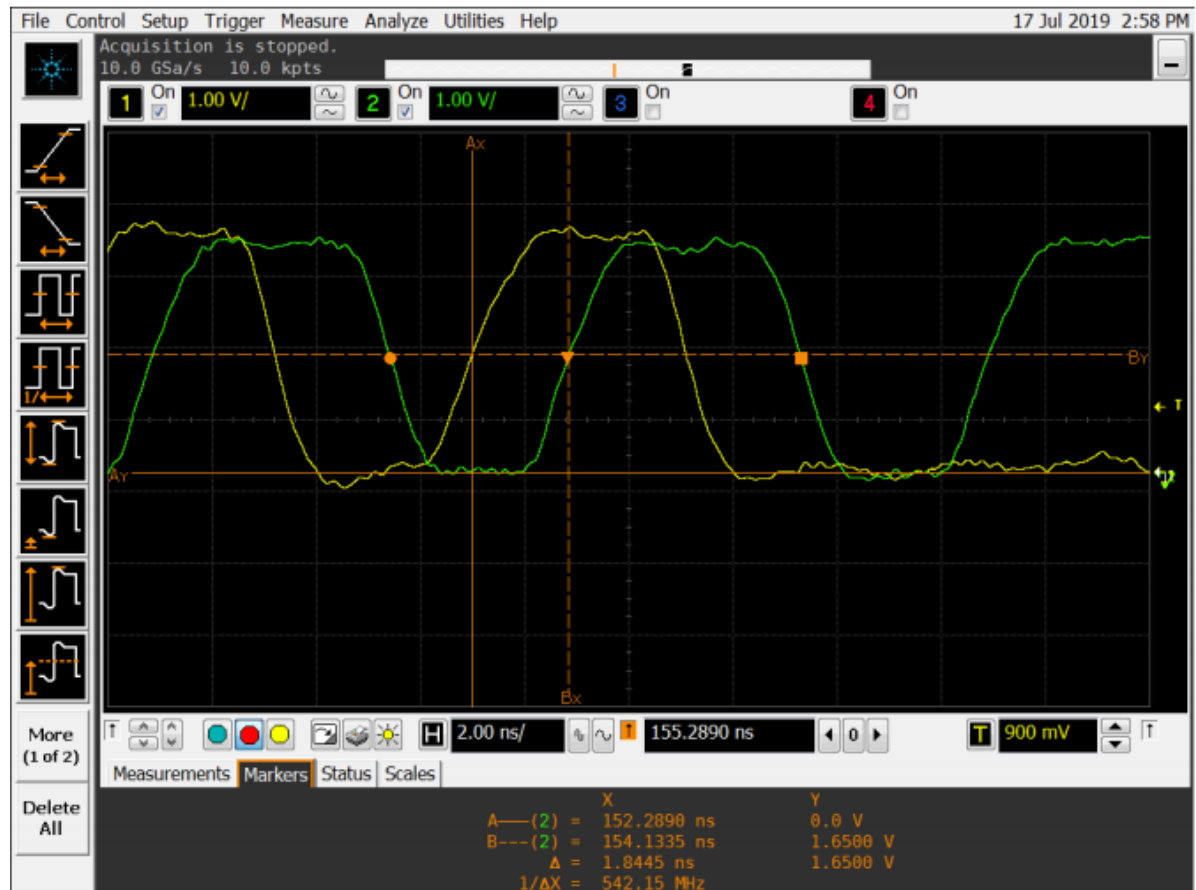 File Control Setup Trigger Measure Analyze Utilities Help 17 Jul 2019 2:58 PM
Acquisition is stopped.
10.0 GSa/s 10.0 kpts
1 On 1.00 V/ 2 On 1.00 V/ 3 On 4 On
Ax
BY
T
AY
2
1/
Bx
More
(1 of 2)
H 2.00 ns/ 155.2890 ns 0 T 900 mV
Measurements Markers Status Scales
Delete
All
X Y
A——(2) = 152.2890 ns 0.0 V
B---(2) = 154.1335 ns 1.6500 V
Δ = 1.8445 ns 1.6500 V
1/ΔX = 542.15 MHz